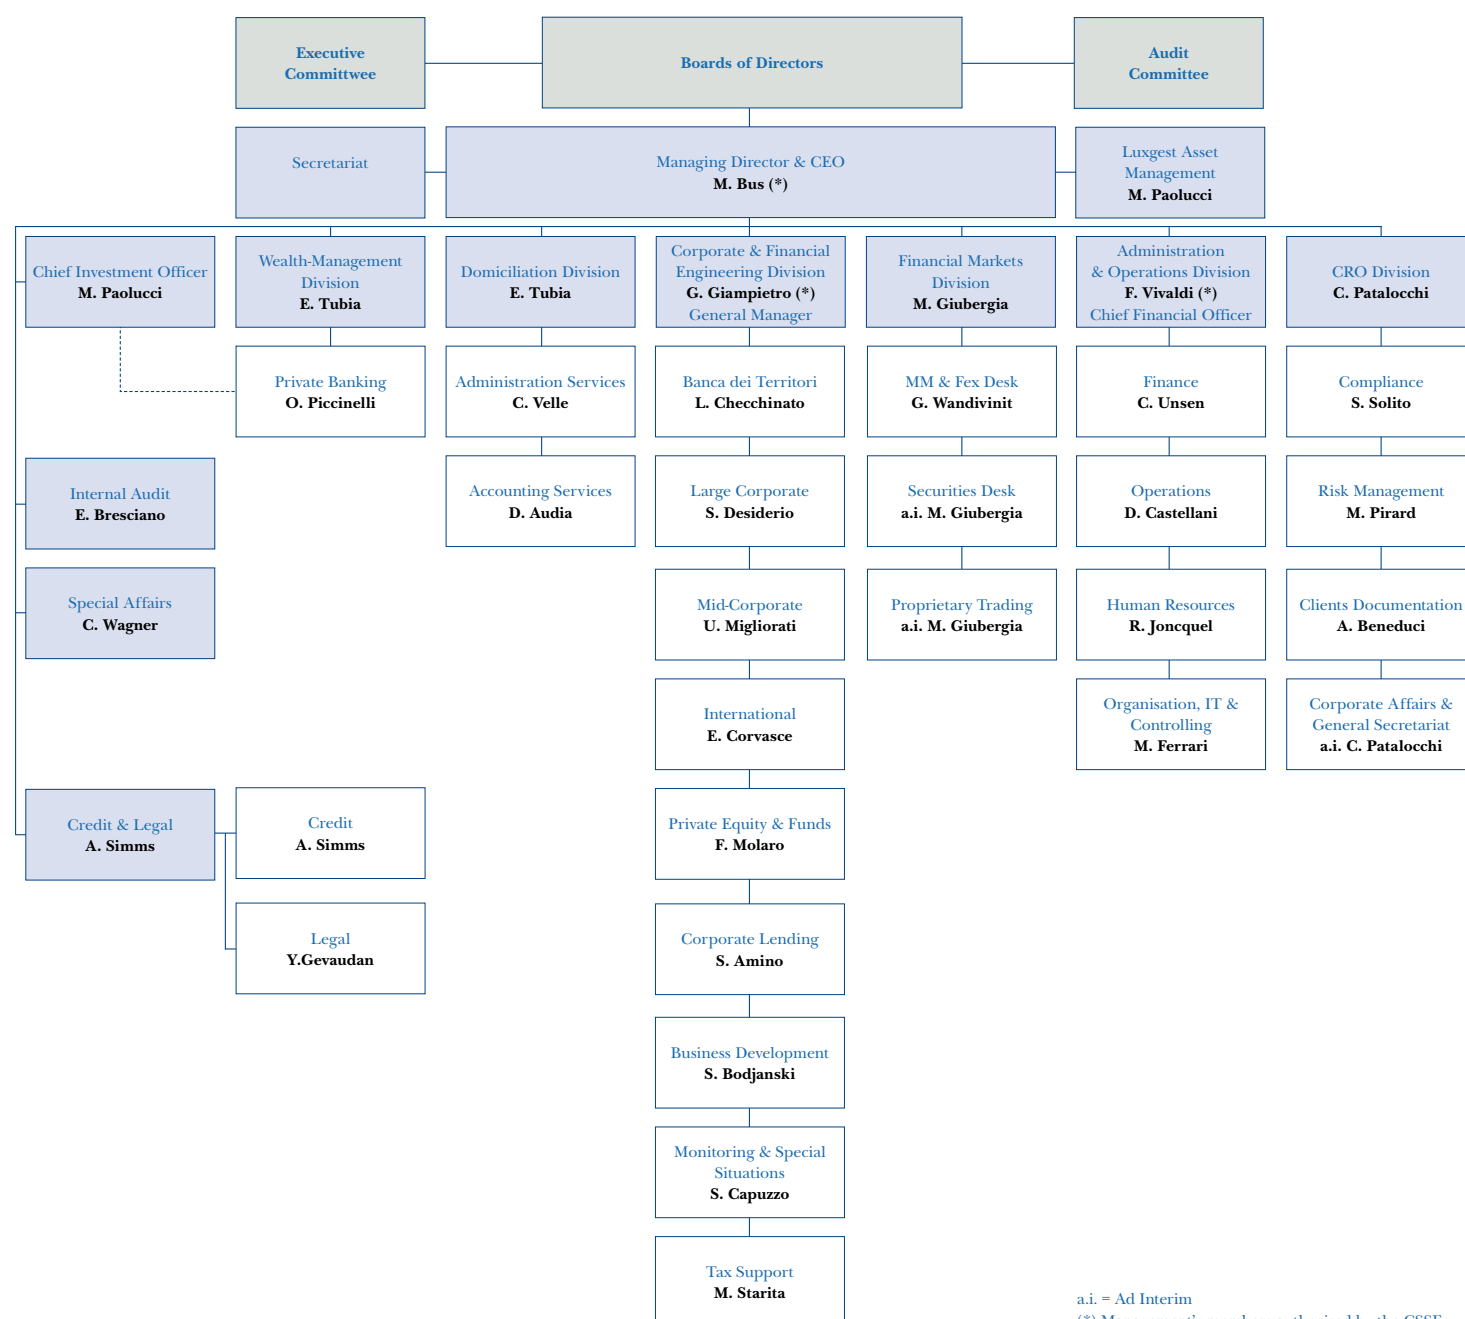 Executive
Committwee
Boards of Directors
Audit
Committee
Secretariat
Managing Director & CEO
M. Bus (*)
Luxgest Asset
Management
M. Paolucci
Chief Investment Officer
M. Paolucci
Wealth-Management
Division
E. Tubia
Domiciliation Division
E. Tubia
Corporate & Financial
Engineering Division
G. Giampietro (*)
General Manager
Financial Markets
Division
M. Giubergia
Administration
& Operations Division
F. Vivaldi (*)
Chief Financial Officer
CRO Division
C. Patalocchi
Private Banking
O. Piccinelli
Administration Services
C. Velle
Banca dei Territori
L. Checchinato
MM & Fex Desk
G. Wandivinit
Finance
C. Unsen
Compliance
S. Solito
Internal Audit
E. Bresciano
Accounting Services
D. Audia
Large Corporate
S. Desiderio
Securities Desk
a.i. M. Giubergia
Operations
D. Castellani
Risk Management
M. Pirard
Special Affairs
C. Wagner
Mid-Corporate
U. Migliorati
Proprietary Trading
a.i. M. Giubergia
Human Resources
R. Joncquel
Clients Documentation
A. Beneduci
International
E. Corvasce
Organisation, IT &
Controlling
M. Ferrari
Corporate Affairs &
General Secretariat
a.i. C. Patalocchi
Credit & Legal
A. Simms
Credit
A. Simms
Private Equity & Funds
F. Molaro
Legal
Y.Gevaudan
Corporate Lending
S. Amino
Business Development
S. Bodjanski
Monitoring & Special
Situations
S. Capuzzo
Tax Support
M. Starita
a.i. = Ad Interim